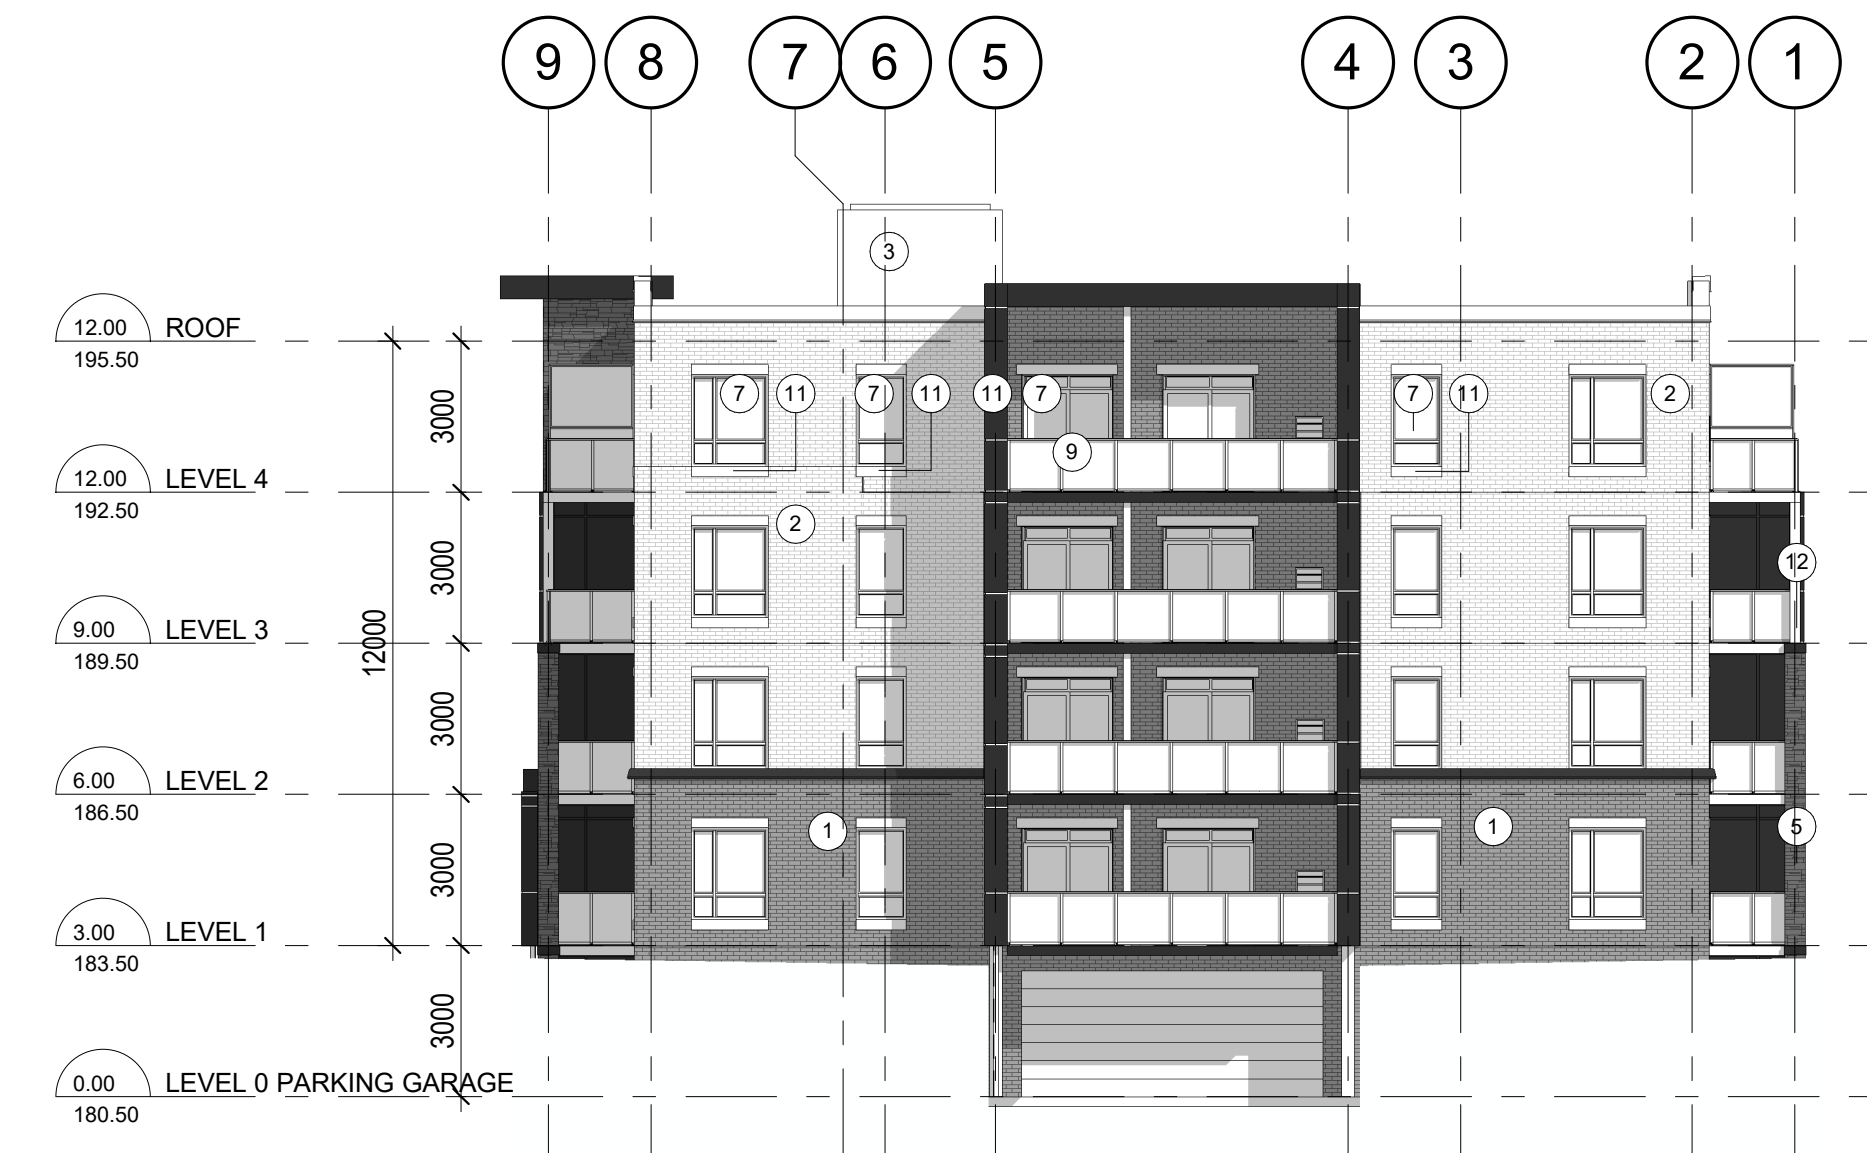 9 8 7 6 5 4 3 2 1
3
12.00 ROOF
195.50
3000
7 11 7 11 11 7 7 11 2
9
12.00 LEVEL 4
192.50
2
3000
12
9.00 LEVEL 3
189.50
12000
3000
6.00 LEVEL 2
186.50
1 1 5
3000
3.00 LEVEL 1
183.50
3000
0.00 LEVEL 0 PARKING GARAGE
180.50